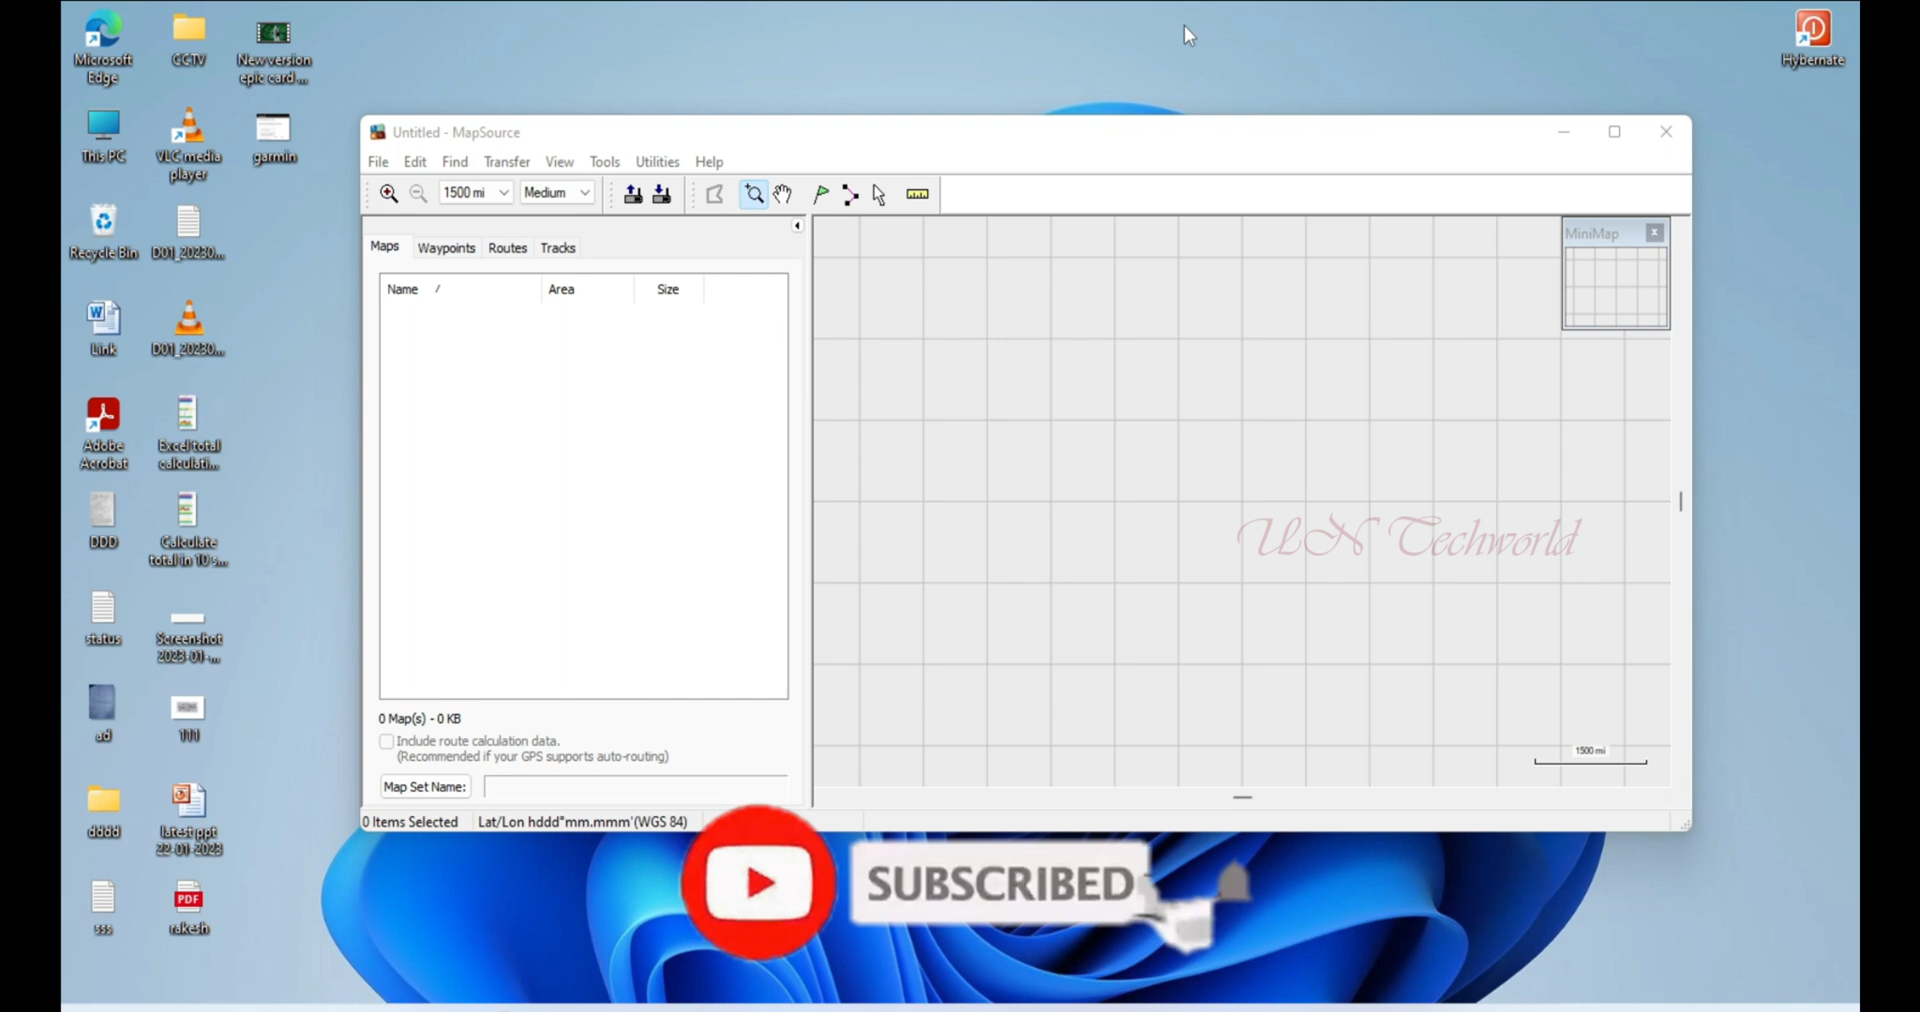 Microsoft
Edge
CCTV
New version
epic card ...
Hybernate
This PC
VLC media
player
garmin
Recycle Bin
D01_20230...
Link
D01_20230...
Adobe
Acrobat
Excel total
calculati...
DDD
Calculate
total in 10 s...
status
Screenshot
2023-01-...
ad
111
dddd
latest ppt
22-01-2023
sss
PDF
rakesh
Untitled - MapSource
File Edit Find Transfer View Tools Utilities Help
1500 mi Medium
Maps Waypoints Routes Tracks
Name / Area Size
MiniMap x
UN Techworld
1500 mi
0 Map(s) - 0 KB
Include route calculation data.
(Recommended if your GPS supports auto-routing)
Map Set Name:
0 Items Selected Lat/Lon hddd°mm.mmm'(WGS 84)
SUBSCRIBED